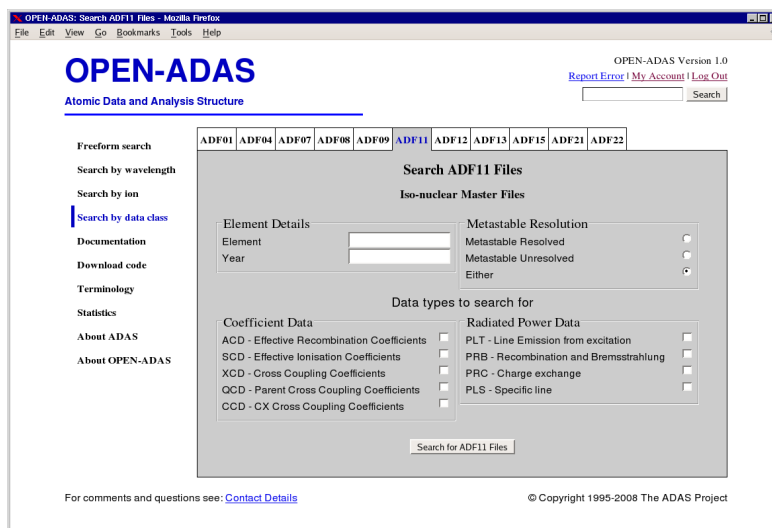 OPEN-ADAS: Search ADF11 Files - Mozilla Firefox
File Edit View Go Bookmarks Tools Help
OPEN-ADAS
Atomic Data and Analysis Structure
OPEN-ADAS Version 1.0
Report Error | My Account | Log Out
Search
Freeform search
Search by wavelength
Search by ion
Search by data class
Documentation
Download code
Terminology
Statistics
About ADAS
About OPEN-ADAS
ADF01 ADF04 ADF07 ADF08 ADF09 ADF11 ADF12 ADF13 ADF15 ADF21 ADF22
Search ADF11 Files
Iso-nuclear Master Files
Element Details
Element
Year
Metastable Resolution
Metastable Resolved
Metastable Unresolved
Either
Data types to search for
Coefficient Data
ACD - Effective Recombination Coefficients
SCD - Effective Ionisation Coefficients
XCD - Cross Coupling Coefficients
QCD - Parent Cross Coupling Coefficients
CCD - CX Cross Coupling Coefficients
Radiated Power Data
PLT - Line Emission from excitation
PRB - Recombination and Bremsstrahlung
PRC - Charge exchange
PLS - Specific line
Search for ADF11 Files
For comments and questions see: Contact Details
© Copyright 1995-2008 The ADAS Project